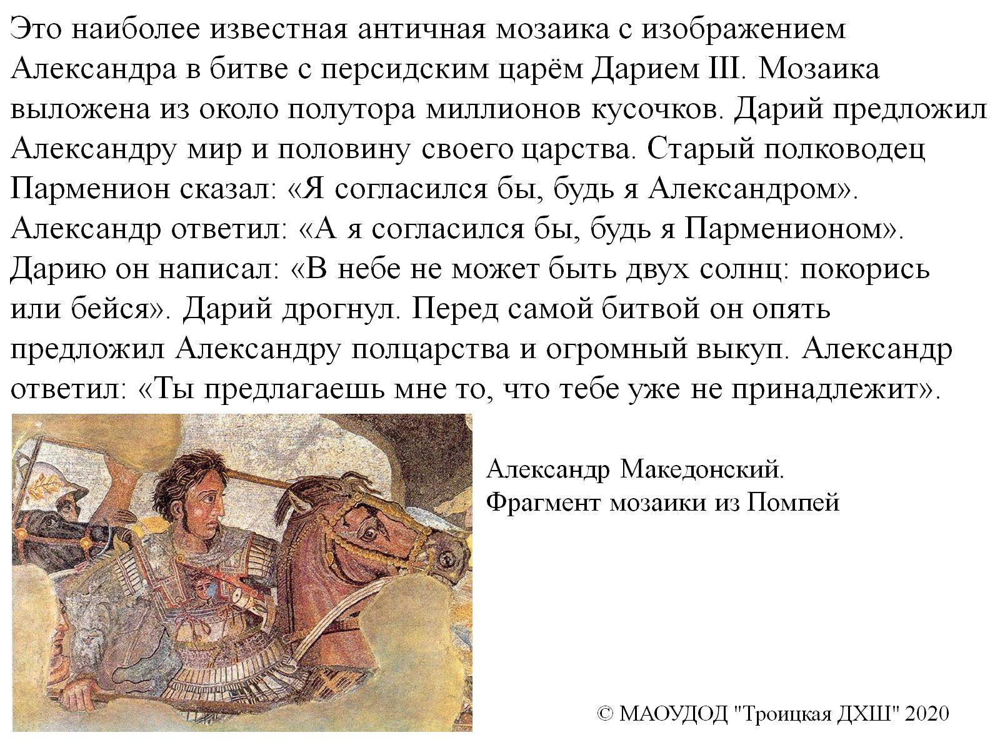 Это наиболее известная античная мозаика с изображением
Александра в битве с персидским царём Дарием III. Мозаика
выложена из около полутора миллионов кусочков. Дарий предложил
Александру мир и половину своего царства. Старый полководец
Парменион сказал: «Я согласился бы, будь я Александром».
Александр ответил: «А я согласился бы, будь я Парменионом».
Дарию он написал: «В небе не может быть двух солнц: покорись
или бейся». Дарий дрогнул. Перед самой битвой он опять
предложил Александру полцарства и огромный выкуп. Александр
ответил: «Ты предлагаешь мне то, что тебе уже не принадлежит».
Александр Македонский.
Фрагмент мозаики из Помпей
© МАОУДОД "Троицкая ДХШ" 2020